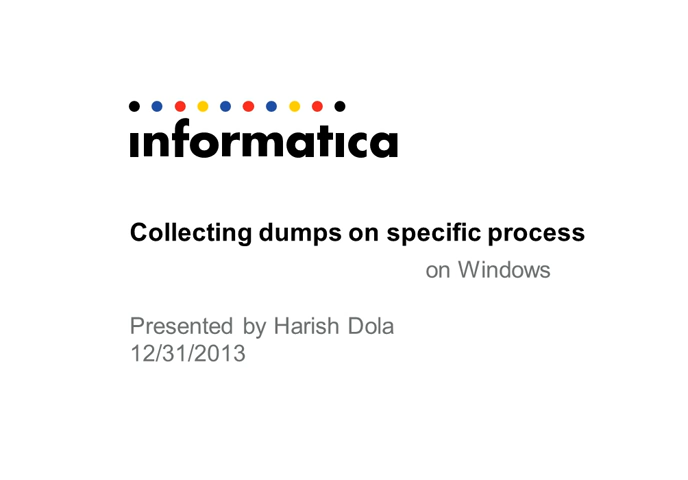 informatica
Collecting dumps on specific process
on Windows
Presented by Harish Dola
12/31/2013